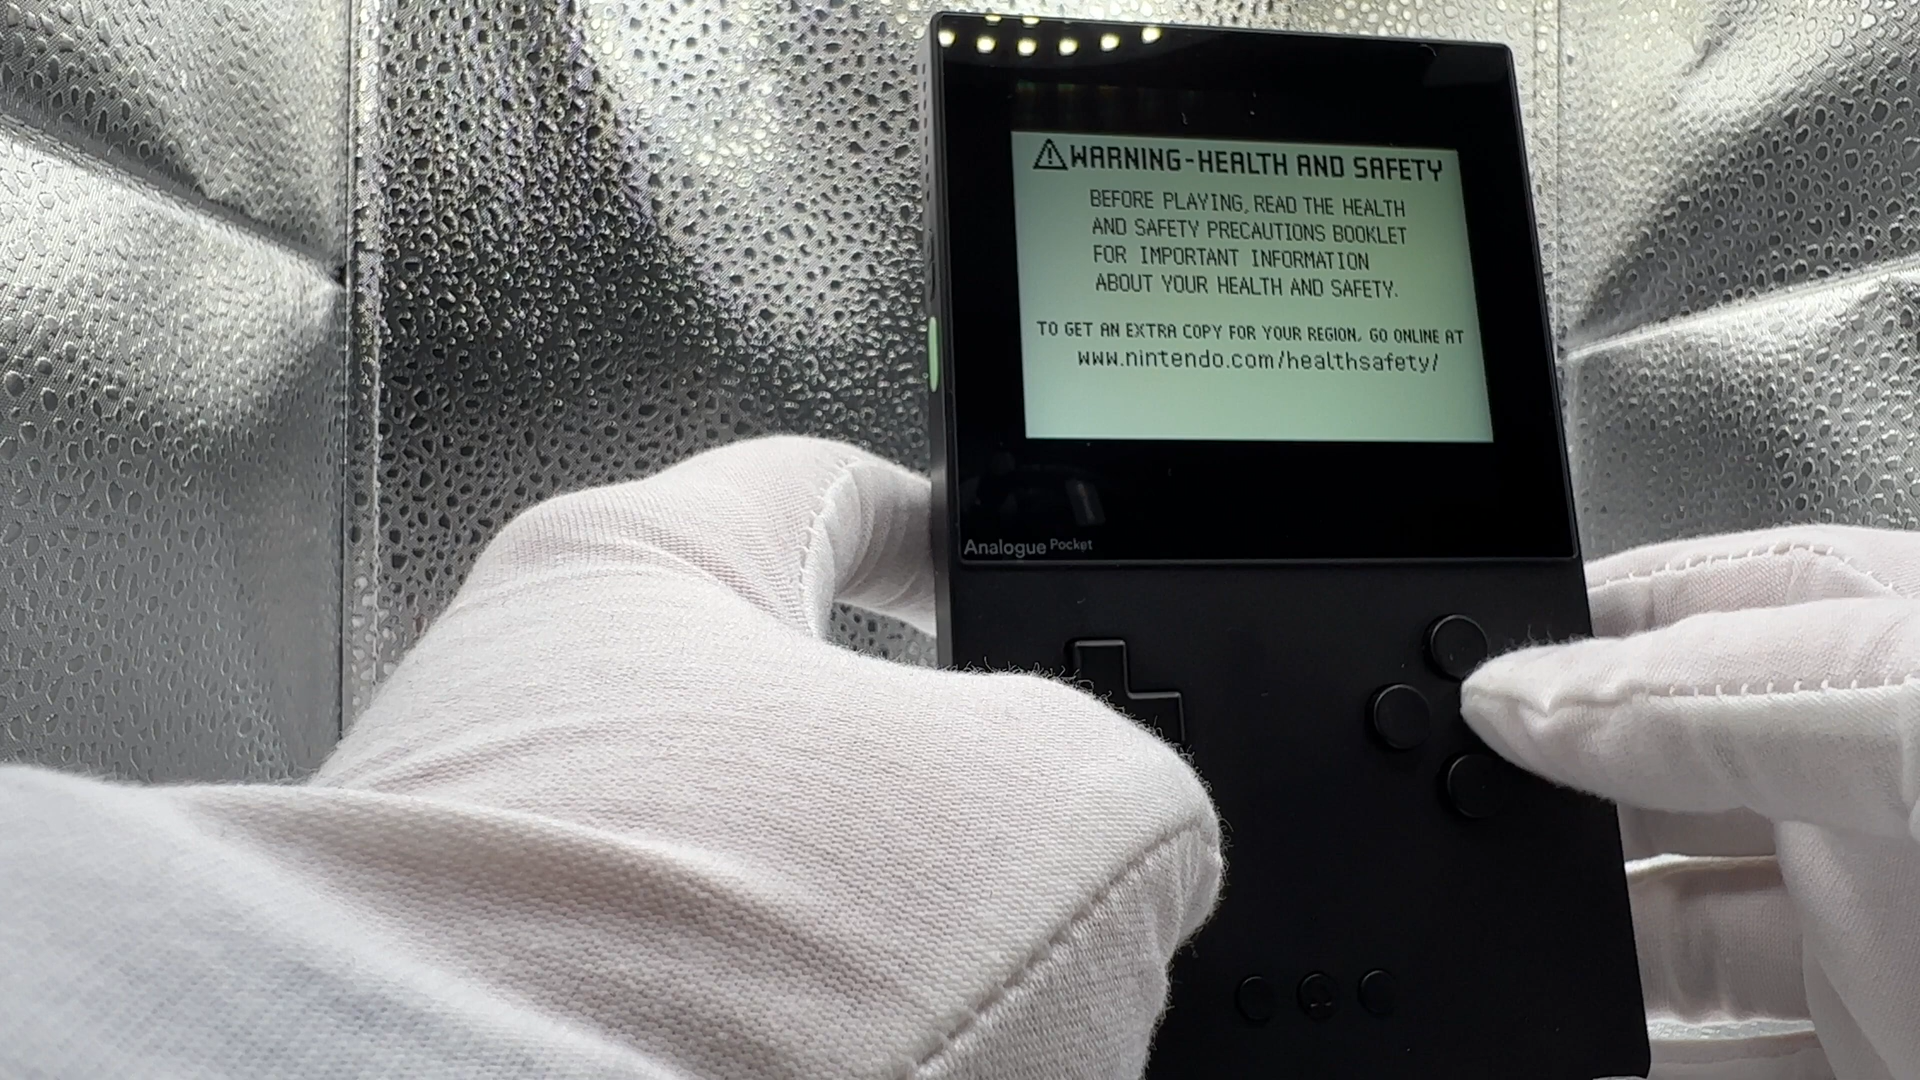 WARNING-HEALTH AND SAFETY
BEFORE PLAYING, READ THE HEALTH
AND SAFETY PRECAUTIONS BOOKLET
FOR IMPORTANT INFORMATION
ABOUT YOUR HEALTH AND SAFETY.
TO GET AN EXTRA COPY FOR YOUR REGION, GO ONLINE AT
www.nintendo.com/healthsafety/
Analogue Pocket